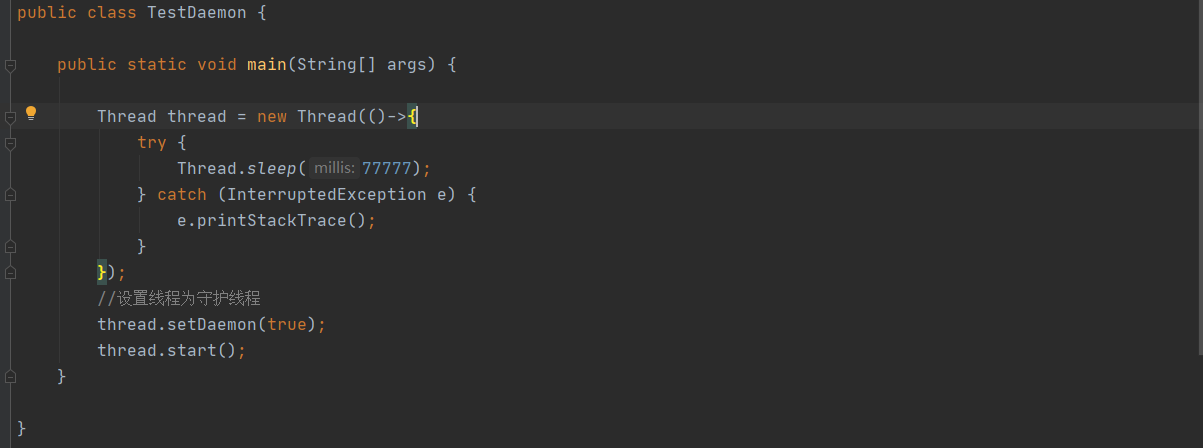 public class TestDaemon {
public static void main(String[] args) {
Thread thread = new Thread(()->{
try {
Thread.sleep( millis: 77777);
} catch (InterruptedException e) {
e.printStackTrace();
}
});
//设置线程为守护线程
thread.setDaemon(true);
thread.start();
}
}